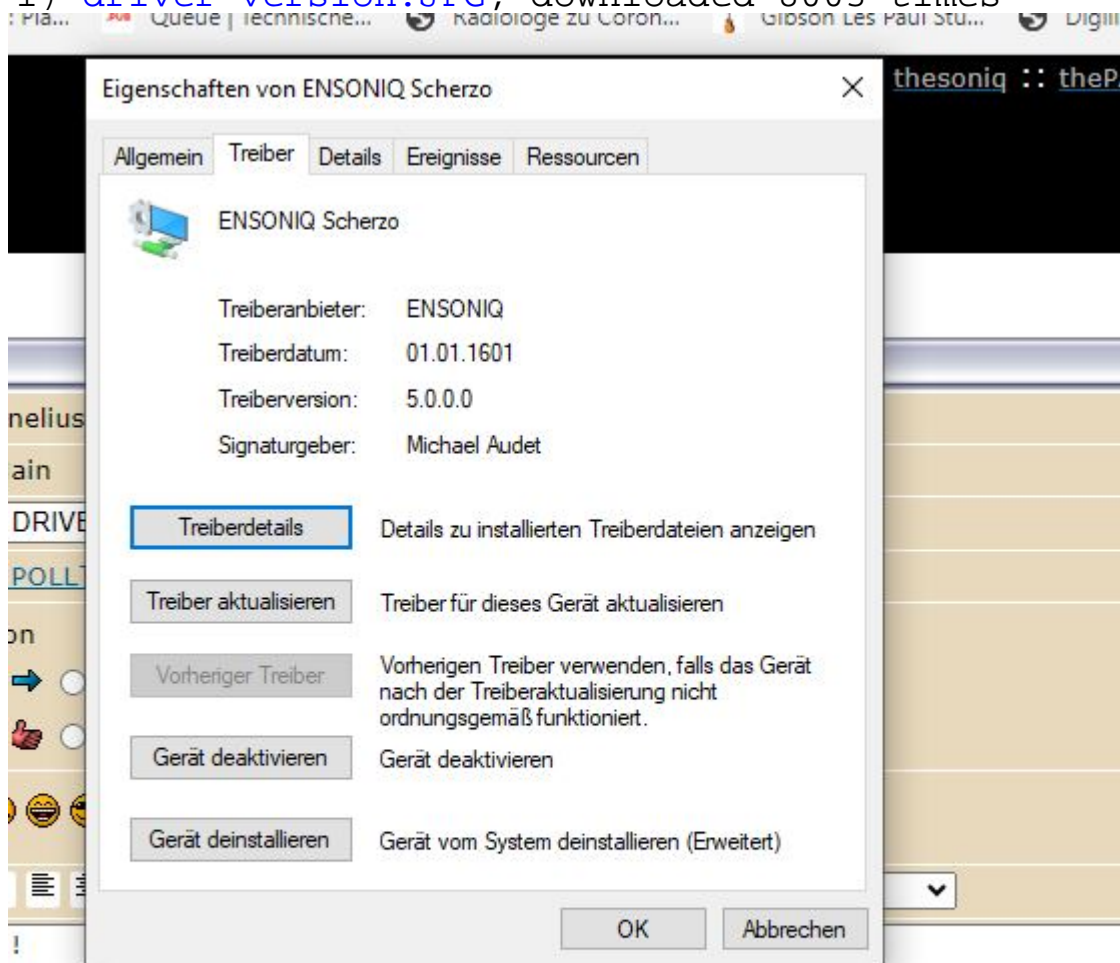 1) driver version.JPG, downloaded 8003 times
: Pla... Queue | Technische... Radiologe zu Coron... Gibson Les Paul Stu...
thesoniq :: theP
Eigenschaften von ENSONIQ Scherzo
Allgemein Treiber Details Ereignisse Ressourcen
ENSONIQ Scherzo
Treiberanbieter: ENSONIQ
Treiberdatum: 01.01.1601
Treiberversion: 5.0.0.0
Signaturgeber: Michael Audet
nelius
ain
DRIVE
POLL
on
Treiberdetails Details zu installierten Treiberdateien anzeigen
Treiber aktualisieren Treiber für dieses Gerät aktualisieren
Vorheriger Treiber Vorherigen Treiber verwenden, falls das Gerät
nach der Treiberaktualisierung nicht
ordnungsgemäß funktioniert.
Gerät deaktivieren Gerät deaktivieren
Gerät deinstallieren Gerät vom System deinstallieren (Erweitert)
OK Abbrechen
!